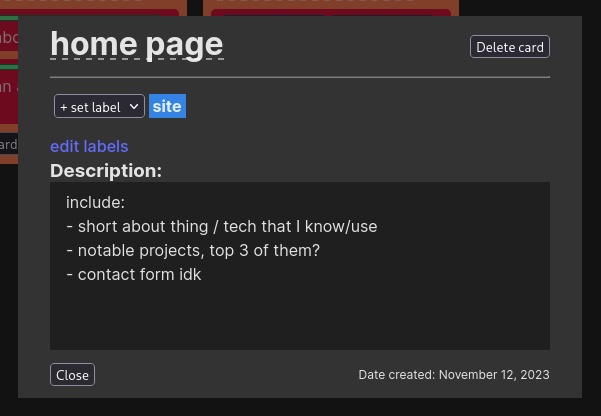 home page
Delete card
+ set label
site
edit labels
Description:
include:
- short about thing / tech that I know/use
- notable projects, top 3 of them?
- contact form idk
Close
Date created: November 12, 2023